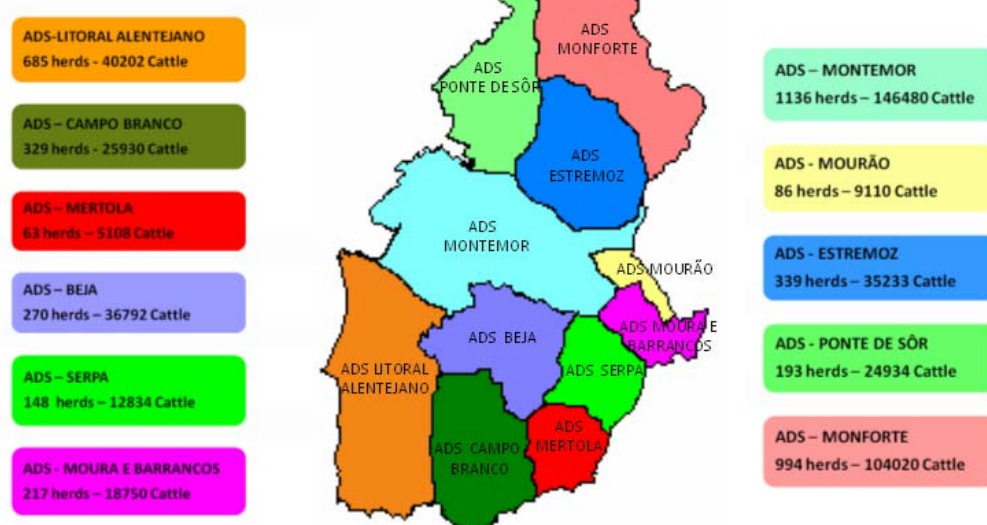 ADS-LITORAL ALENTEJANO
685 herds - 40202 Cattle
ADS – CAMPO BRANCO
329 herds - 25930 Cattle
ADS – MERTOLA
63 herds – 5108 Cattle
ADS – BEJA
270 herds – 36792 Cattle
ADS – SERPA
148 herds – 12834 Cattle
ADS - MOURA E BARRANCOS
217 herds – 18750 Cattle
ADS
MONFORTE
ADS
PONTE DE SÔR
ADS
ESTREMOZ
ADS
MONTEMOR
ADS MOURÃO
ADS MOURA E
BARRANCOS
ADS BEJA
ADS SERPA
ADS LITORAL
ALENTEJANO
ADS
MERTOLA
ADS CAMPO
BRANCO
ADS – MONTEMOR
1136 herds – 146480 Cattle
ADS - MOURÃO
86 herds – 9110 Cattle
ADS - ESTREMOZ
339 herds – 35233 Cattle
ADS - PONTE DE SÔR
193 herds – 24934 Cattle
ADS – MONFORTE
994 herds – 104020 Cattle